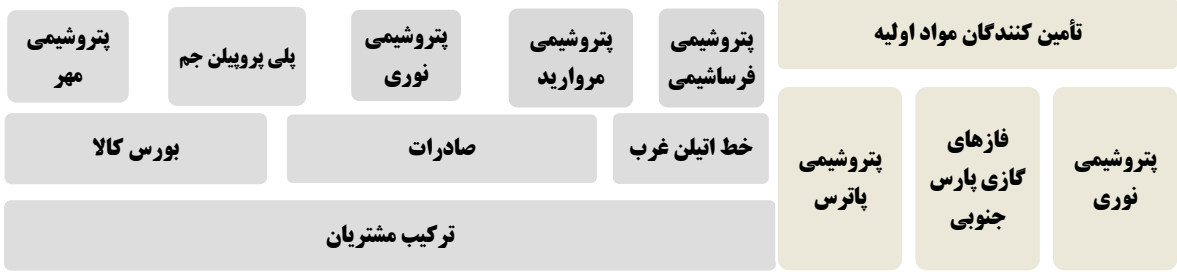 تأمین کنندگان مواد اولیه
پتروشیمی
نوری
فازهای
گازی پارس
جنوبی
پتروشیمی
پاترس
پتروشیمی
فرساشیمی
پتروشیمی
مروارید
پتروشیمی
نوری
پلی پروپیلن جم
پتروشیمی
مهر
خط اتیلن غرب
صادرات
بورس کالا
ترکیب مشتریان